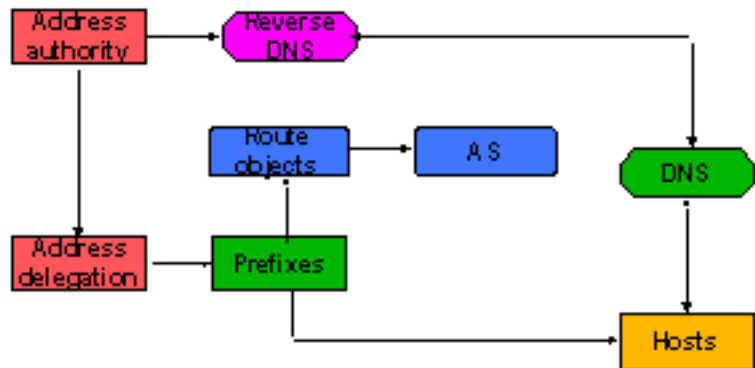 Address
authority
Reverse
DNS
Route
objects
AS
DNS
Address
delegation
Prefixes
Hosts